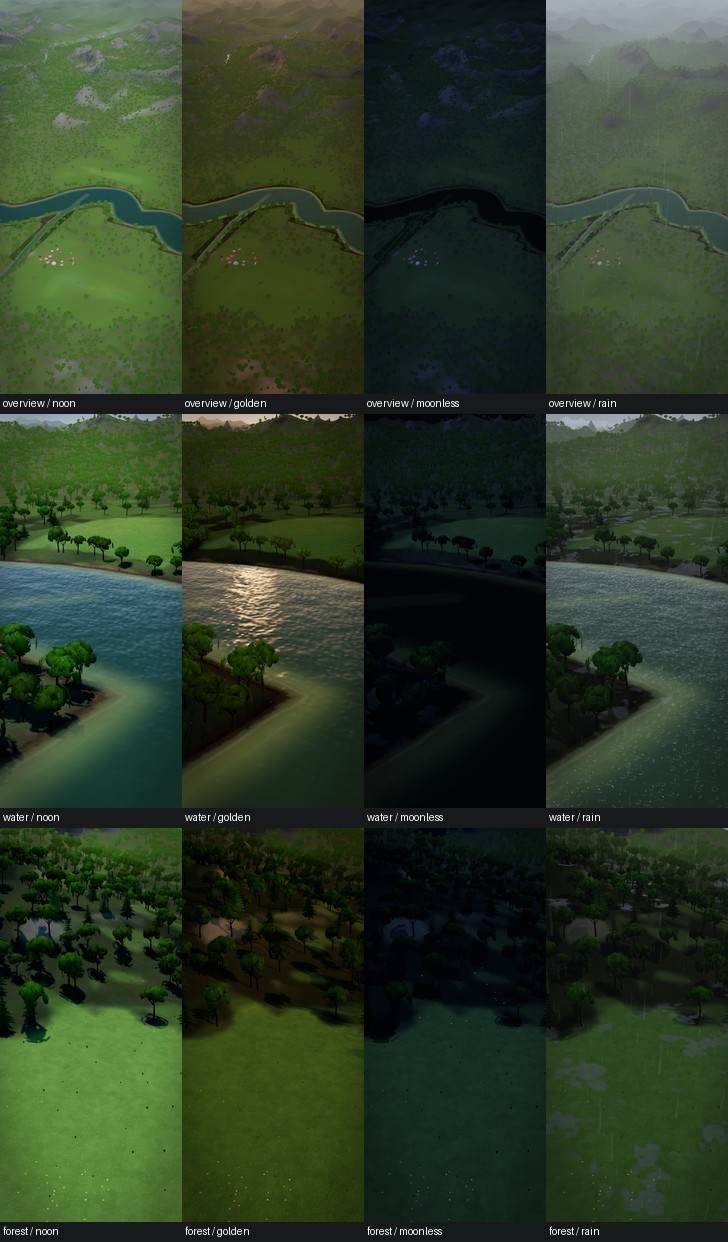 overview / noon
overview / golden
overview / moonless
overview / rain
water / noon
water / golden
water / moonless
water / rain
forest / noon
forest / golden
forest / moonless
forest / rain